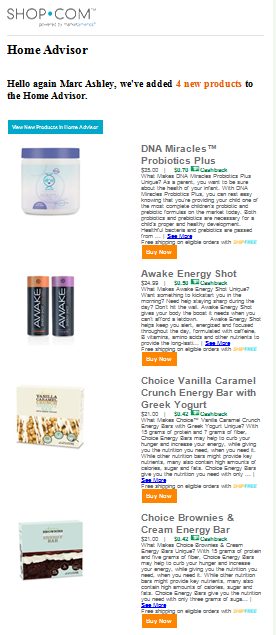 SHOP•COM™
powered by market america
Home Advisor
Hello again Marc Ashley, we've added 4 new products to
the Home Advisor.
View New Products in Home Advisor
DNA Miracles™
Probiotics Plus
Cashback
What Makes DNA Miracles Probiotics Plus
Unique? As a parent, you want to be sure
about the health of your infant. With DNA
Miracles Probiotics Plus, you can rest easy
knowing that you're providing your child one of
the most complete children's probiotic and
prebiotic formulas on the market today. Both
probiotics and prebiotics are necessary for a
child's proper and healthy development.
Healthful bacteria and prebiotics are passed
from .... | See More
Free shipping on eligible orders with SHIPFREE
Buy Now
Awake Energy Shot
$24.99 | $0.50 Cashback
What Makes Awake Energy Shot Unique?
Want something to kickstart you in the
morning? Need help staying sharp during the
day? Don't hit the wall. Awake Energy Shot
gives your body the boost it needs when you
can't afford a letdown. Awake Energy Shot
helps keep you alert, energized and focused
throughout the day, formulated with caffeine,
B vitamins, amino acids and other nutrients to
provide the long-lasti... | See More
Free shipping on eligible orders with SHIPFREE
Buy Now
AWAKE
AWAKE
Choice Vanilla Caramel
Crunch Energy Bar with
Greek Yogurt
$21.00 | $0.42 Cashback
What Makes Choice™ Vanilla Caramel Crunch
Energy Bars with Greek Yogurt Unique? With
15 grams of protein and 7 grams of fiber,
Choice Energy Bars may help to curb your
hunger and increase your energy, while giving
you the nutrition you need, when you need it.
While other nutrition bars might provide key
nutrients, many also contain high amounts of
calories, sugar and fats. Choice Energy Bars
give you the nutrition you need with only .... |
See More
Free shipping on eligible orders with SHIPFREE
Buy Now
VANILLA
CRUNCH
Choice Brownies &
Cream Energy Bar
$21.00 | $0.42 Cashback
What Makes Choice Brownies & Cream Energy
Bars Unique? With 15 grams of protein
and five grams of fiber, Choice Energy Bars
may help to curb your hunger and increase
your energy, while giving you the nutrition you
need, when you need it. While other nutrition
bars might provide key nutrients, many also
contain high amounts of calories, sugar and
fats. Choice Energy Bars give you the nutrition
you need with only three grams of suga... |
See More
Free shipping on eligible orders with SHIPFREE
Buy Now
BROWNIES
ENERGY
BAR